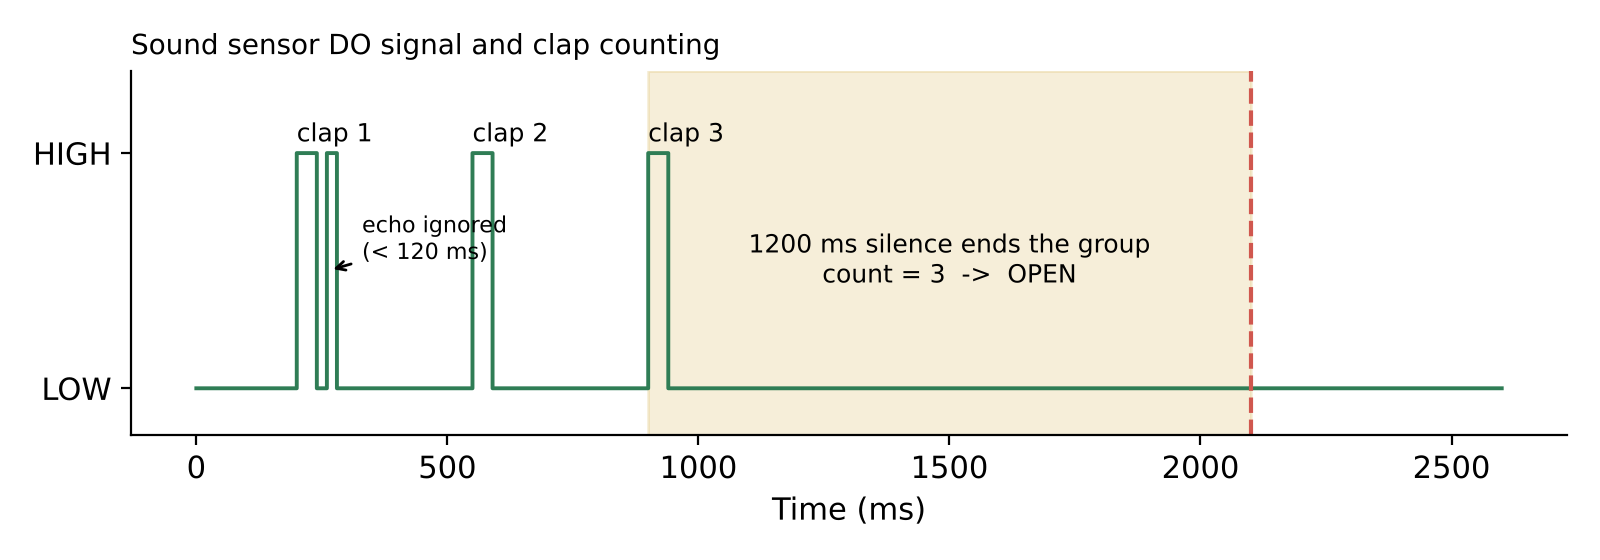 Sound sensor DO signal and clap counting
HIGH
LOW
clap 1
clap 2
clap 3
echo ignored
(< 120 ms)
1200 ms silence ends the group
count = 3  ->  OPEN
0
500
1000
1500
2000
2500
Time (ms)